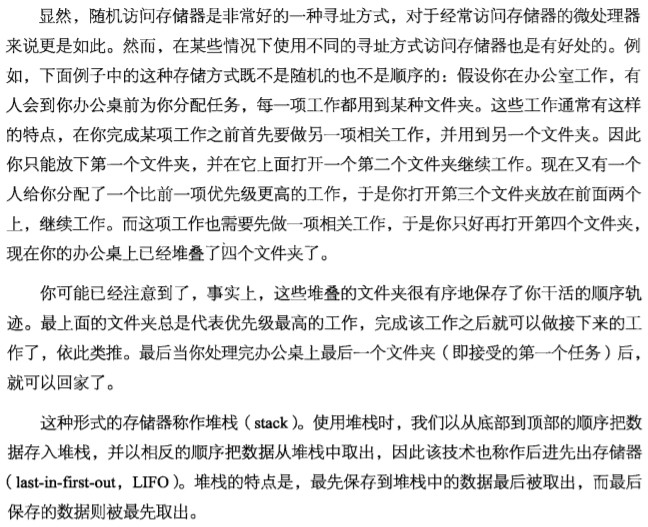 显然，随机访问存储器是非常好的一种寻址方式，对于经常访问存储器的微处理器
来说更是如此。然而，在某些情况下使用不同的寻址方式访问存储器也是有好处的。例
如，下面例子中的这种存储方式既不是随机的也不是顺序的：假设你在办公室工作，有
人会到你办公桌前为你分配任务，每一项工作都用到某种文件夹。这些工作通常有这样
的特点，在你完成某项工作之前首先要做另一项相关工作，并用到另一个文件夹。因此
你只能放下第一个文件夹，并在它上面打开一个第二个文件夹继续工作。现在又有一个
人给你分配了一个比前一项优先级更高的工作，于是你打开第三个文件夹放在前面两个
上，继续工作。而这项工作也需要先做一项相关工作，于是你只好再打开第四个文件夹，
现在你的办公桌上已经堆叠了四个文件夹了。
你可能已经注意到了，事实上，这些堆叠的文件夹很有序地保存了你干活的顺序轨
迹。最上面的文件夹总是代表优先级最高的工作，完成该工作之后就可以做接下来的工
作了，依此类推。最后当你处理完办公桌上最后一个文件夹（即接受的第一个任务）后，
就可以回家了。
这种形式的存储器称作堆栈（stack）。使用堆栈时，我们以从底部到顶部的顺序把数
据存入堆栈，并以相反的顺序把数据从堆栈中取出，因此该技术也称作后进先出存储器
（last-in-first-out，LIFO）。堆栈的特点是，最先保存到堆栈中的数据最后被取出，而最后
保存的数据则被最先取出。